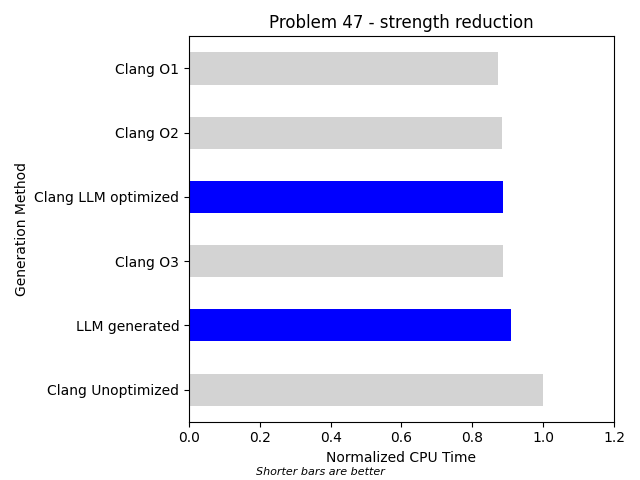 Problem 47 - strength reduction
Clang O1
Clang O2
Clang LLM optimized
Clang O3
LLM generated
Clang Unoptimized
Generation Method
0.0 0.2 0.4 0.6 0.8 1.0 1.2
Normalized CPU Time
Shorter bars are better